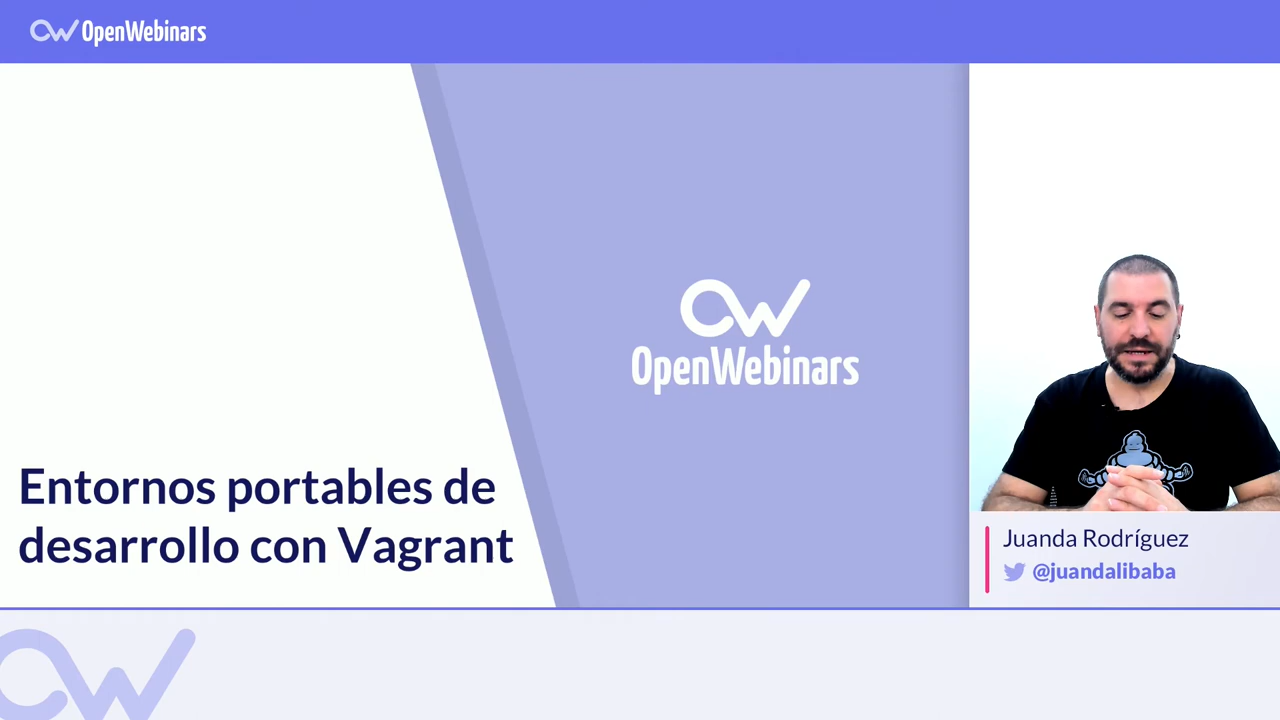 OpenWebinars
OpenWebinars
Entornos portables de
desarrollo con Vagrant
Juanda Rodríguez
@juandalibaba